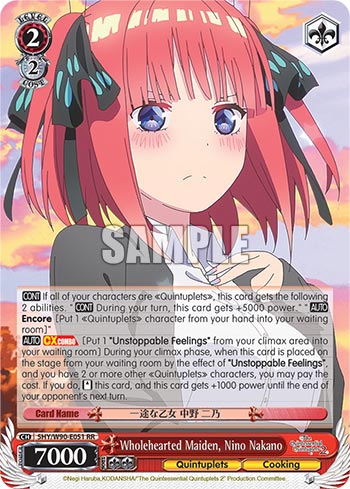 LEVEL
2
2
COST
SAMPLE
CONT If all of your characters are «Quintuplets», this card gets the following
2 abilities. " CONT During your turn, this card gets +5000 power." " AUTO
Encore [Put 1 «Quintuplets» character from your hand into your waiting
room]"
AUTO CXCOMBO [Put 1 "Unstoppable Feelings" from your climax area
into your waiting room] During your climax phase, when this card is placed on
the stage from your waiting room by the effect of "Unstoppable Feelings",
and you have 2 or more other «Quintuplets» characters, you may pay the
cost. If you do, this card, and this card gets +1000 power until the end of
your opponent's next turn.
Card Name 一途な乙女 中野 二乃
CH 5HY/W90-E051 RR
POWER
7000
Wholehearted Maiden, Nino Nakano
Quintuplets Cooking
©Negi Haruba,KODANSHA/"The Quintessential Quintuplets 2" Production Committee.